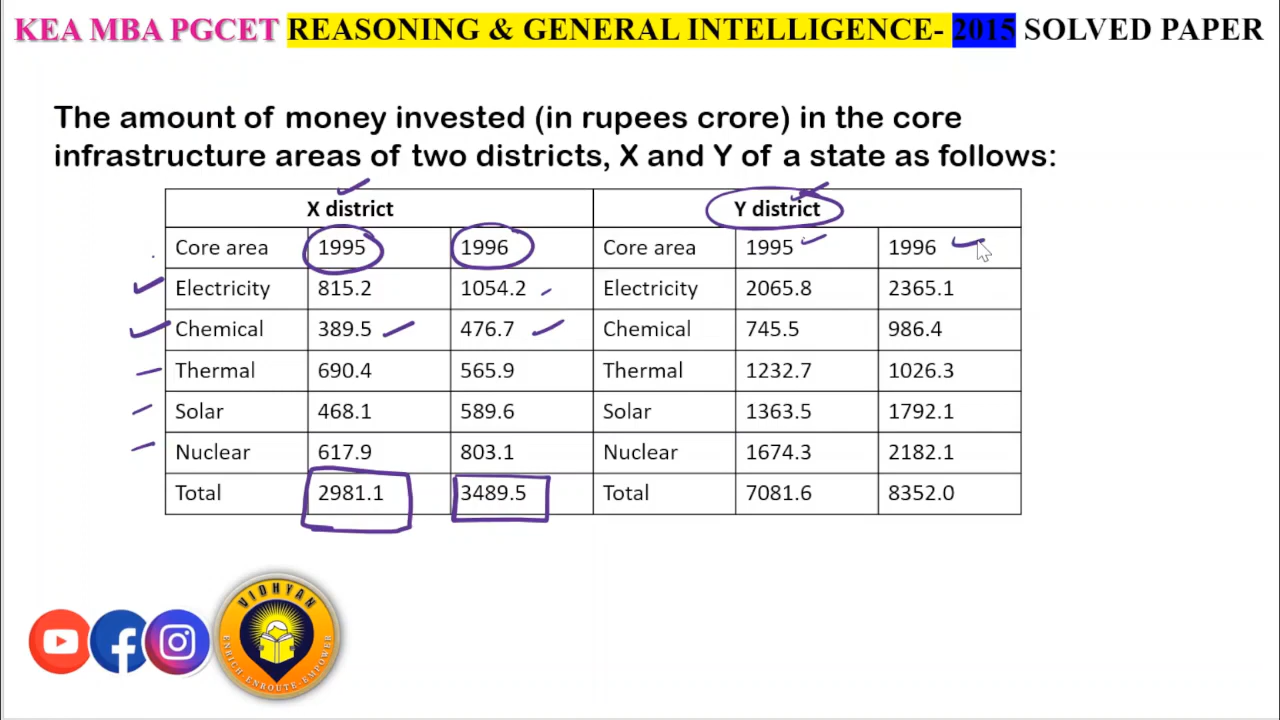 KEA MBA PGCET REASONING & GENERAL INTELLIGENCE- 2015 SOLVED PAPER
The amount of money invested (in rupees crore) in the core
infrastructure areas of two districts, X and Y of a state as follows:
X district Y district
Core area 1995 1996 Core area 1995 1996
Electricity 815.2 1054.2 Electricity 2065.8 2365.1
Chemical 389.5 476.7 Chemical 745.5 986.4
Thermal 690.4 565.9 Thermal 1232.7 1026.3
Solar 468.1 589.6 Solar 1363.5 1792.1
Nuclear 617.9 803.1 Nuclear 1674.3 2182.1
Total 2981.1 3489.5 Total 7081.6 8352.0
VIDHYAN
ENRICH ENROUTE-EMPOWER